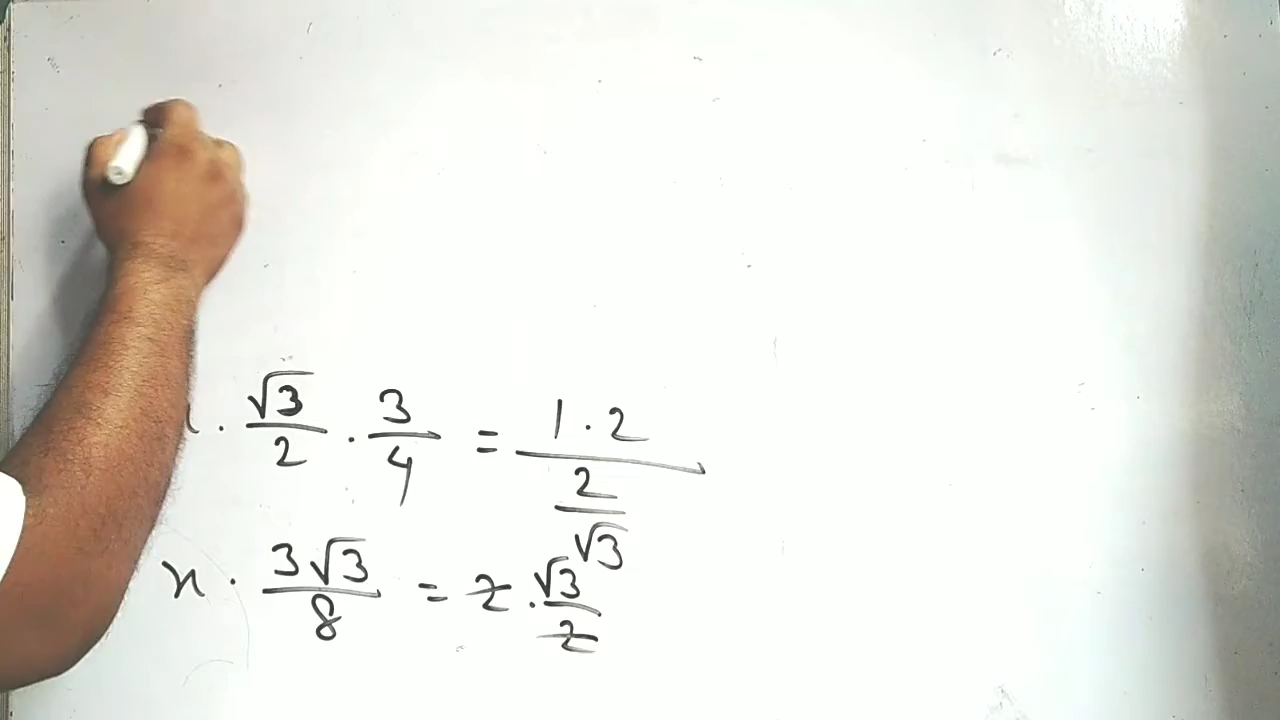 · √3/2 · 3/4 = (1 · 2)/(2/√3)
x · 3√3/8 = 2 · √3/2